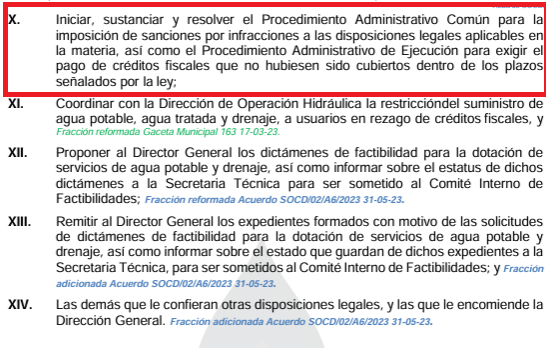 X. Iniciar, sustanciar y resolver el Procedimiento Administrativo Común para la
imposición de sanciones por infracciones a las disposiciones legales aplicables en
la materia, así como el Procedimiento Administrativo de Ejecución para exigir el
pago de créditos fiscales que no hubiesen sido cubiertos dentro de los plazos
señalados por la ley;
XI. Coordinar con la Dirección de Operación Hidráulica la restriccióndel suministro de
agua potable, agua tratada y drenaje, a usuarios en rezago de créditos fiscales, y
Fracción reformada Gaceta Municipal 163 17-03-23.
XII. Proponer al Director General los dictámenes de factibilidad para la dotación de
servicios de agua potable y drenaje, así como informar sobre el estatus de dichos
dictámenes a la Secretaria Técnica para ser sometido al Comité Interno de
Factibilidades; Fracción reformada Acuerdo SOCD/02/A6/2023 31-05-23.
XIII. Remitir al Director General los expedientes formados con motivo de las solicitudes
de dictámenes de factibilidad para la dotación de servicios de agua potable y
drenaje, así como informar sobre el estado que guardan de dichos expedientes a la
Secretaría Técnica, para ser sometidos al Comité Interno de Factibilidades; y Fracción
adicionada Acuerdo SOCD/02/A6/2023 31-05-23.
XIV. Las demás que le confieran otras disposiciones legales, y las que le encomiende la
Dirección General. Fracción adicionada Acuerdo SOCD/02/A6/2023 31-05-23.